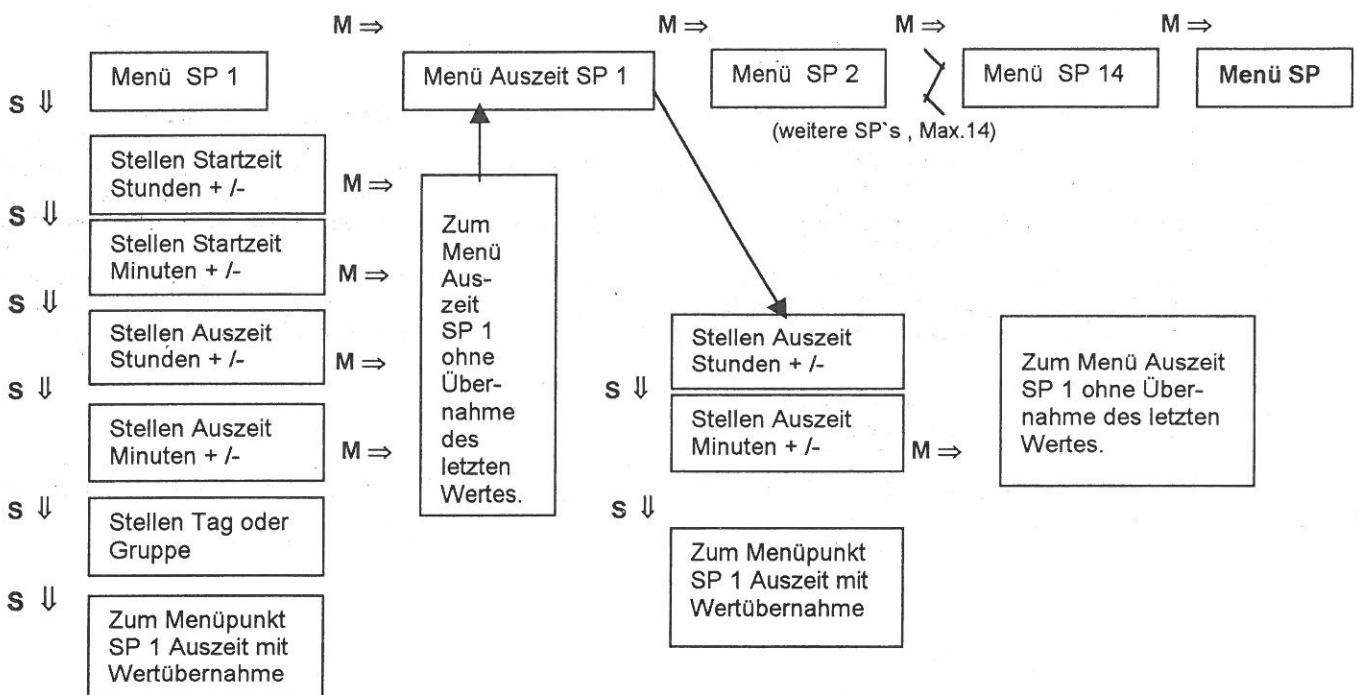 M ⇒ M ⇒ M ⇒ M ⇒
Menü SP 1
Menü Auszeit SP 1
Menü SP 2
Menü SP 14
Menü SP
(weitere SP`s , Max.14)
S ⇓
Stellen Startzeit
Stunden + /-
M ⇒
S ⇓
Stellen Startzeit
Minuten + /-
M ⇒
S ⇓
Stellen Auszeit
Stunden + /-
M ⇒
S ⇓
Stellen Auszeit
Minuten + /-
M ⇒
S ⇓
Stellen Tag oder
Gruppe
S ⇓
Zum Menüpunkt
SP 1 Auszeit mit
Wertübernahme
Zum
Menü
Aus-
zeit
SP 1
ohne
Über-
nahme
des
letzten
Wertes.
Stellen Auszeit
Stunden + /-
S ⇓
Stellen Auszeit
Minuten + /-
M ⇒
S ⇓
Zum Menüpunkt
SP 1 Auszeit mit
Wertübernahme
Zum Menü Auszeit
SP 1 ohne Über-
nahme des letzten
Wertes.